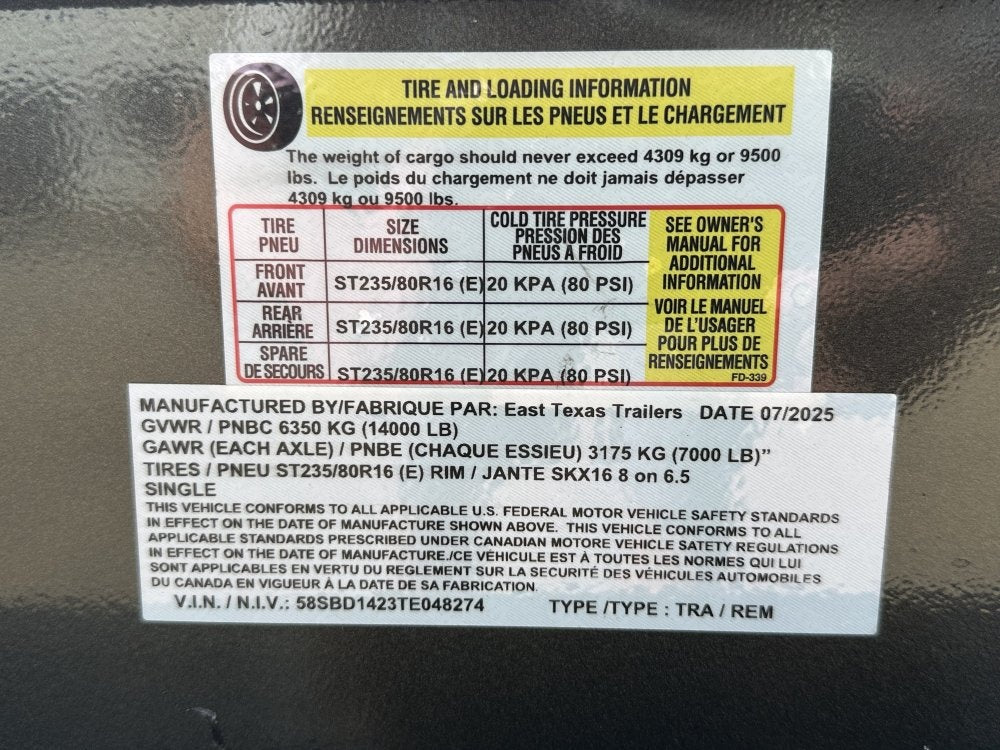 TIRE AND LOADING INFORMATION
RENSEIGNEMENTS SUR LES PNEUS ET LE CHARGEMENT
The weight of cargo should never exceed 4309 kg or 9500
lbs. Le poids du chargement ne doit jamais dépasser
4309 kg ou 9500 lbs.
TIRE
PNEU
SIZE
DIMENSIONS
COLD TIRE PRESSURE
PRESSION DES
PNEUS A FROID
SEE OWNER'S
MANUAL FOR
ADDITIONAL
INFORMATION
VOIR LE MANUEL
DE L'USAGER
POUR PLUS DE
RENSEIGNEMENTS
FD-339
FRONT
AVANT
ST235/80R16 (E) 20 KPA (80 PSI)
REAR
ARRIÈRE
ST235/80R16 (E) 20 KPA (80 PSI)
SPARE
DE SECOURS
ST235/80R16 (E) 20 KPA (80 PSI)
MANUFACTURED BY/FABRIQUE PAR: East Texas Trailers DATE 07/2025
GVWR / PNBC 6350 KG (14000 LB)
GAWR (EACH AXLE) / PNBE (CHAQUE ESSIEU) 3175 KG (7000 LB)”
TIRES / PNEU ST235/80R16 (E) RIM / JANTE SKX16 8 on 6.5
SINGLE
THIS VEHICLE CONFORMS TO ALL APPLICABLE U.S. FEDERAL MOTOR VEHICLE SAFETY STANDARDS
IN EFFECT ON THE DATE OF MANUFACTURE SHOWN ABOVE. THIS VEHICLE CONFORMS TO ALL
APPLICABLE STANDARDS PRESCRIBED UNDER CANADIAN MOTORE VEHICLE SATETY REGULATIONS
IN EFFECT ON THE DATE OF MANUFACTURE./CE VÉHICULE EST À TOUTES LES NORMES QUI LUI
SONT APPLICABLES EN VERTU DU REGLEMENT SUR LA SECURITÉ DES VÉHICULES AUTOMOBILES
DU CANADA EN VIGUEUR À LA DATE DE SA FABRICATION.
V.I.N. / N.I.V.: 58SBD1423TE048274 TYPE /TYPE : TRA / REM